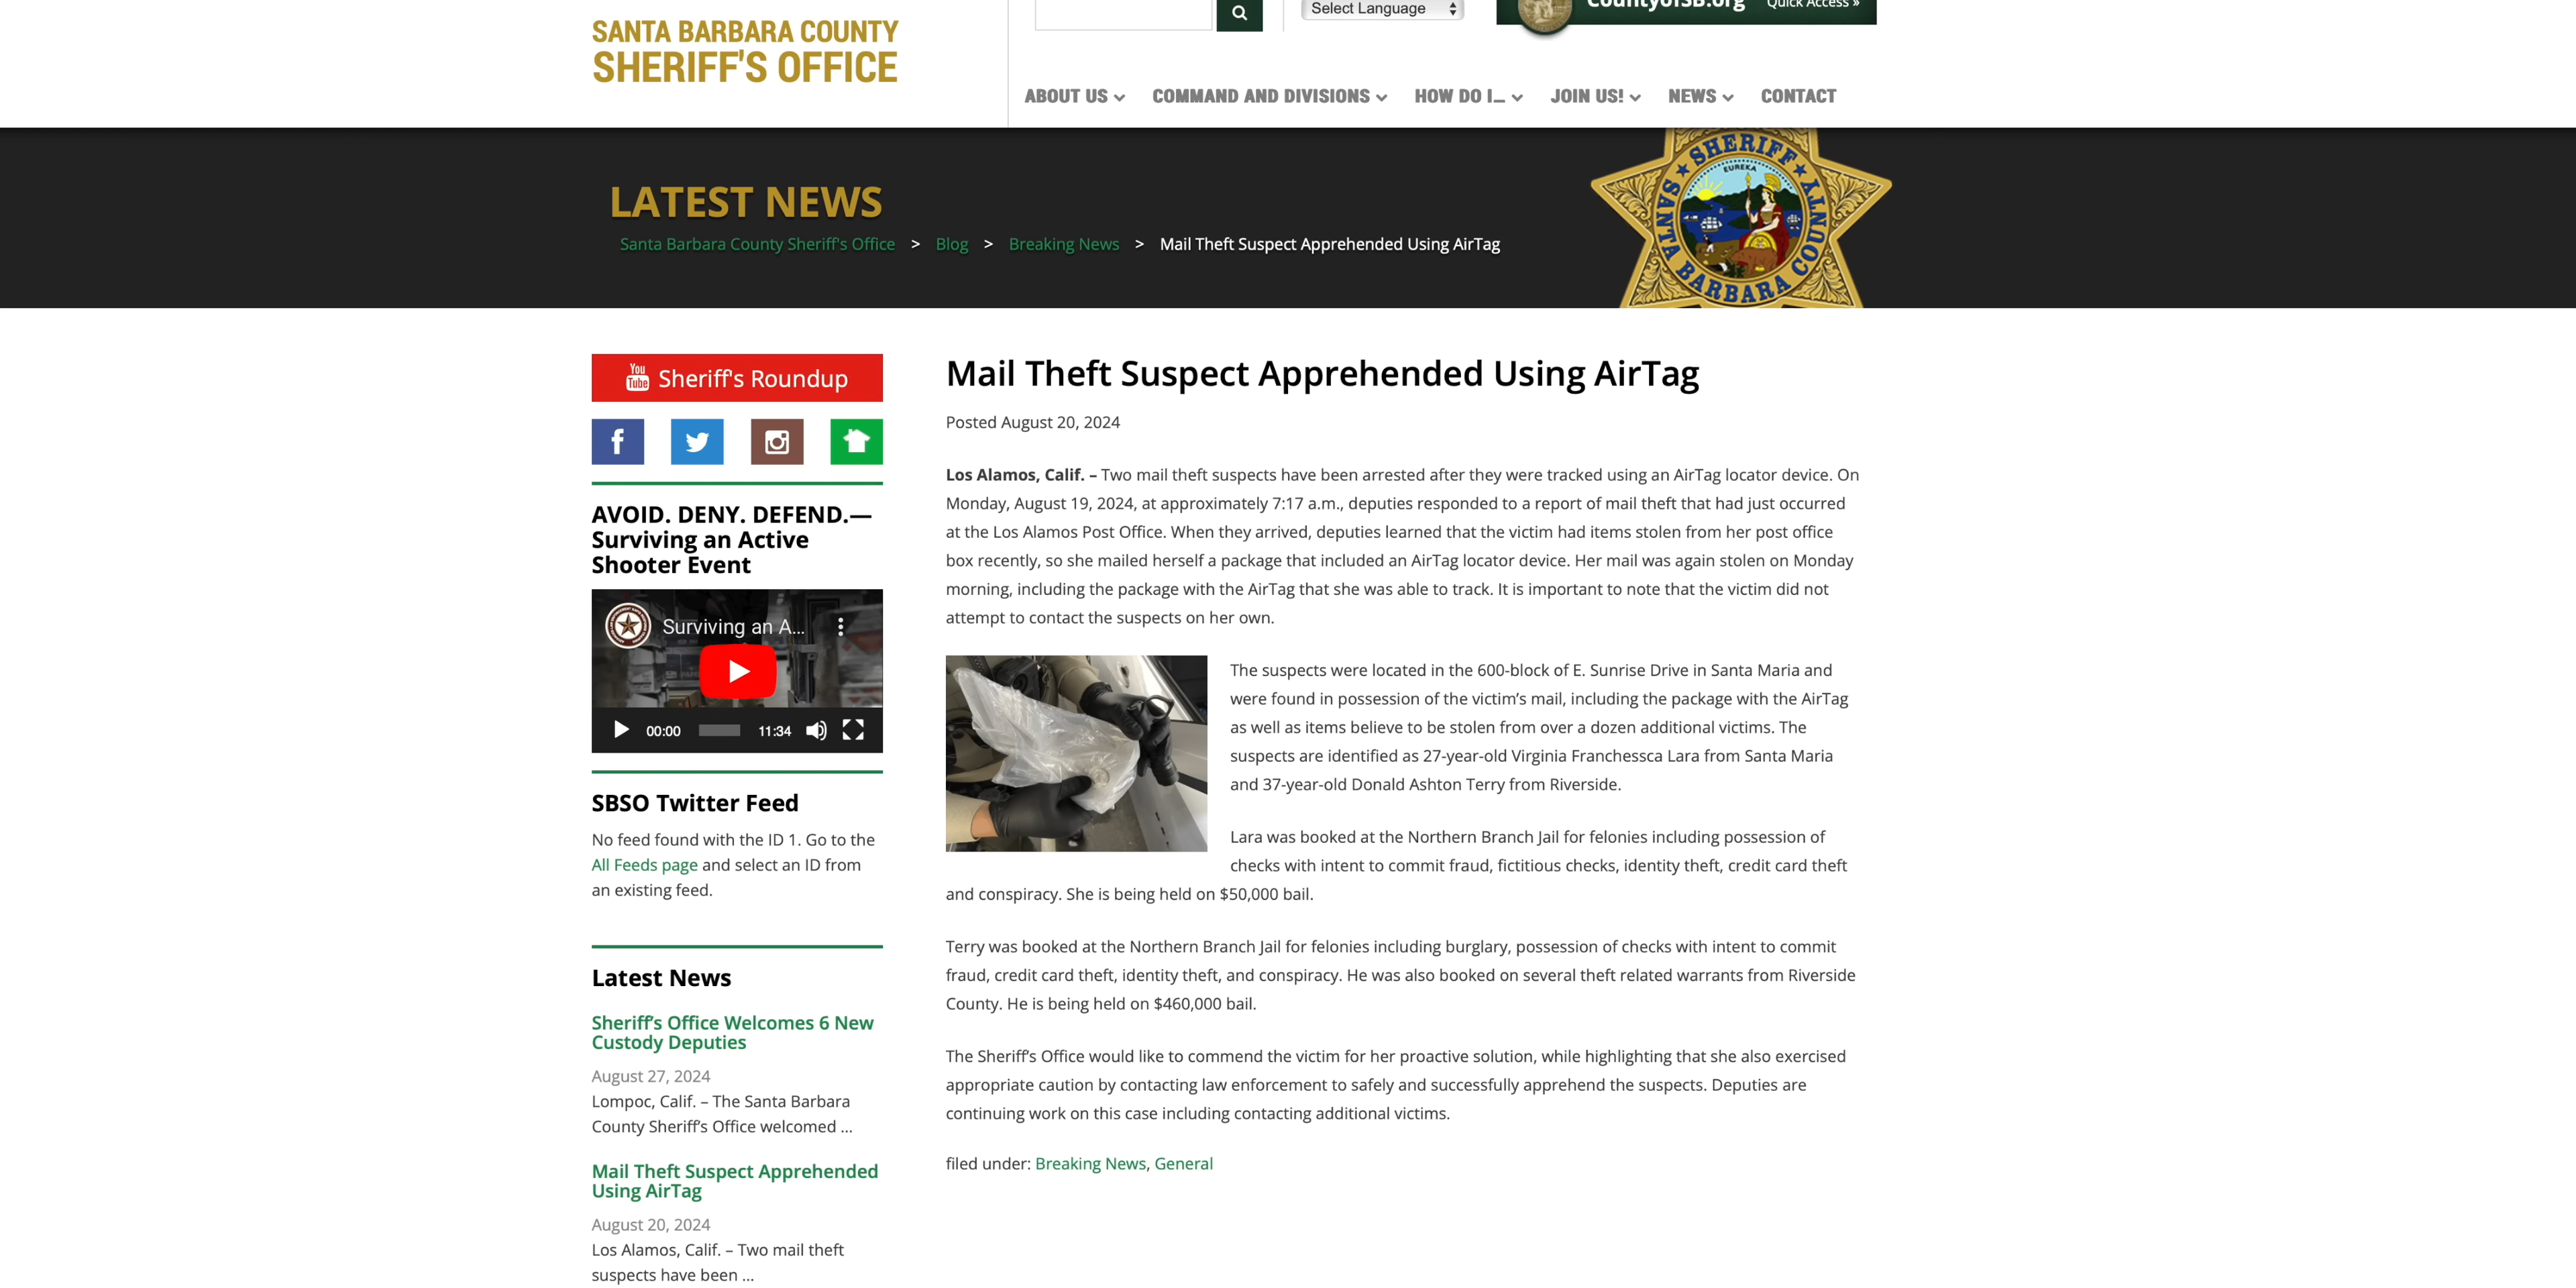 SANTA BARBARA COUNTY
SHERIFF'S OFFICE
Select Language
CountyofSB.org
Quick Access »
ABOUT US
COMMAND AND DIVISIONS
HOW DO I...
JOIN US!
NEWS
CONTACT
LATEST NEWS
Santa Barbara County Sheriff's Office > Blog > Breaking News > Mail Theft Suspect Apprehended Using AirTag
SHERIFF
EUREKA
SANTA BARBARA COUNTY
You
Tube
Sheriff's Roundup
f
AVOID. DENY. DEFEND.—
Surviving an Active
Shooter Event
Surviving an A...
00:00
11:34
SBSO Twitter Feed
No feed found with the ID 1. Go to the
All Feeds page and select an ID from
an existing feed.
Latest News
Sheriff's Office Welcomes 6 New
Custody Deputies
August 27, 2024
Lompoc, Calif. – The Santa Barbara
County Sheriff's Office welcomed ...
Mail Theft Suspect Apprehended
Using AirTag
August 20, 2024
Los Alamos, Calif. – Two mail theft
suspects have been ...
Mail Theft Suspect Apprehended Using AirTag
Posted August 20, 2024
Los Alamos, Calif. – Two mail theft suspects have been arrested after they were tracked using an AirTag locator device. On
Monday, August 19, 2024, at approximately 7:17 a.m., deputies responded to a report of mail theft that had just occurred
at the Los Alamos Post Office. When they arrived, deputies learned that the victim had items stolen from her post office
box recently, so she mailed herself a package that included an AirTag locator device. Her mail was again stolen on Monday
morning, including the package with the AirTag that she was able to track. It is important to note that the victim did not
attempt to contact the suspects on her own.
The suspects were located in the 600-block of E. Sunrise Drive in Santa Maria and
were found in possession of the victim's mail, including the package with the AirTag
as well as items believe to be stolen from over a dozen additional victims. The
suspects are identified as 27-year-old Virginia Franchessca Lara from Santa Maria
and 37-year-old Donald Ashton Terry from Riverside.
Lara was booked at the Northern Branch Jail for felonies including possession of
checks with intent to commit fraud, fictitious checks, identity theft, credit card theft
and conspiracy. She is being held on $50,000 bail.
Terry was booked at the Northern Branch Jail for felonies including burglary, possession of checks with intent to commit
fraud, credit card theft, identity theft, and conspiracy. He was also booked on several theft related warrants from Riverside
County. He is being held on $460,000 bail.
The Sheriff's Office would like to commend the victim for her proactive solution, while highlighting that she also exercised
appropriate caution by contacting law enforcement to safely and successfully apprehend the suspects. Deputies are
continuing work on this case including contacting additional victims.
filed under: Breaking News, General